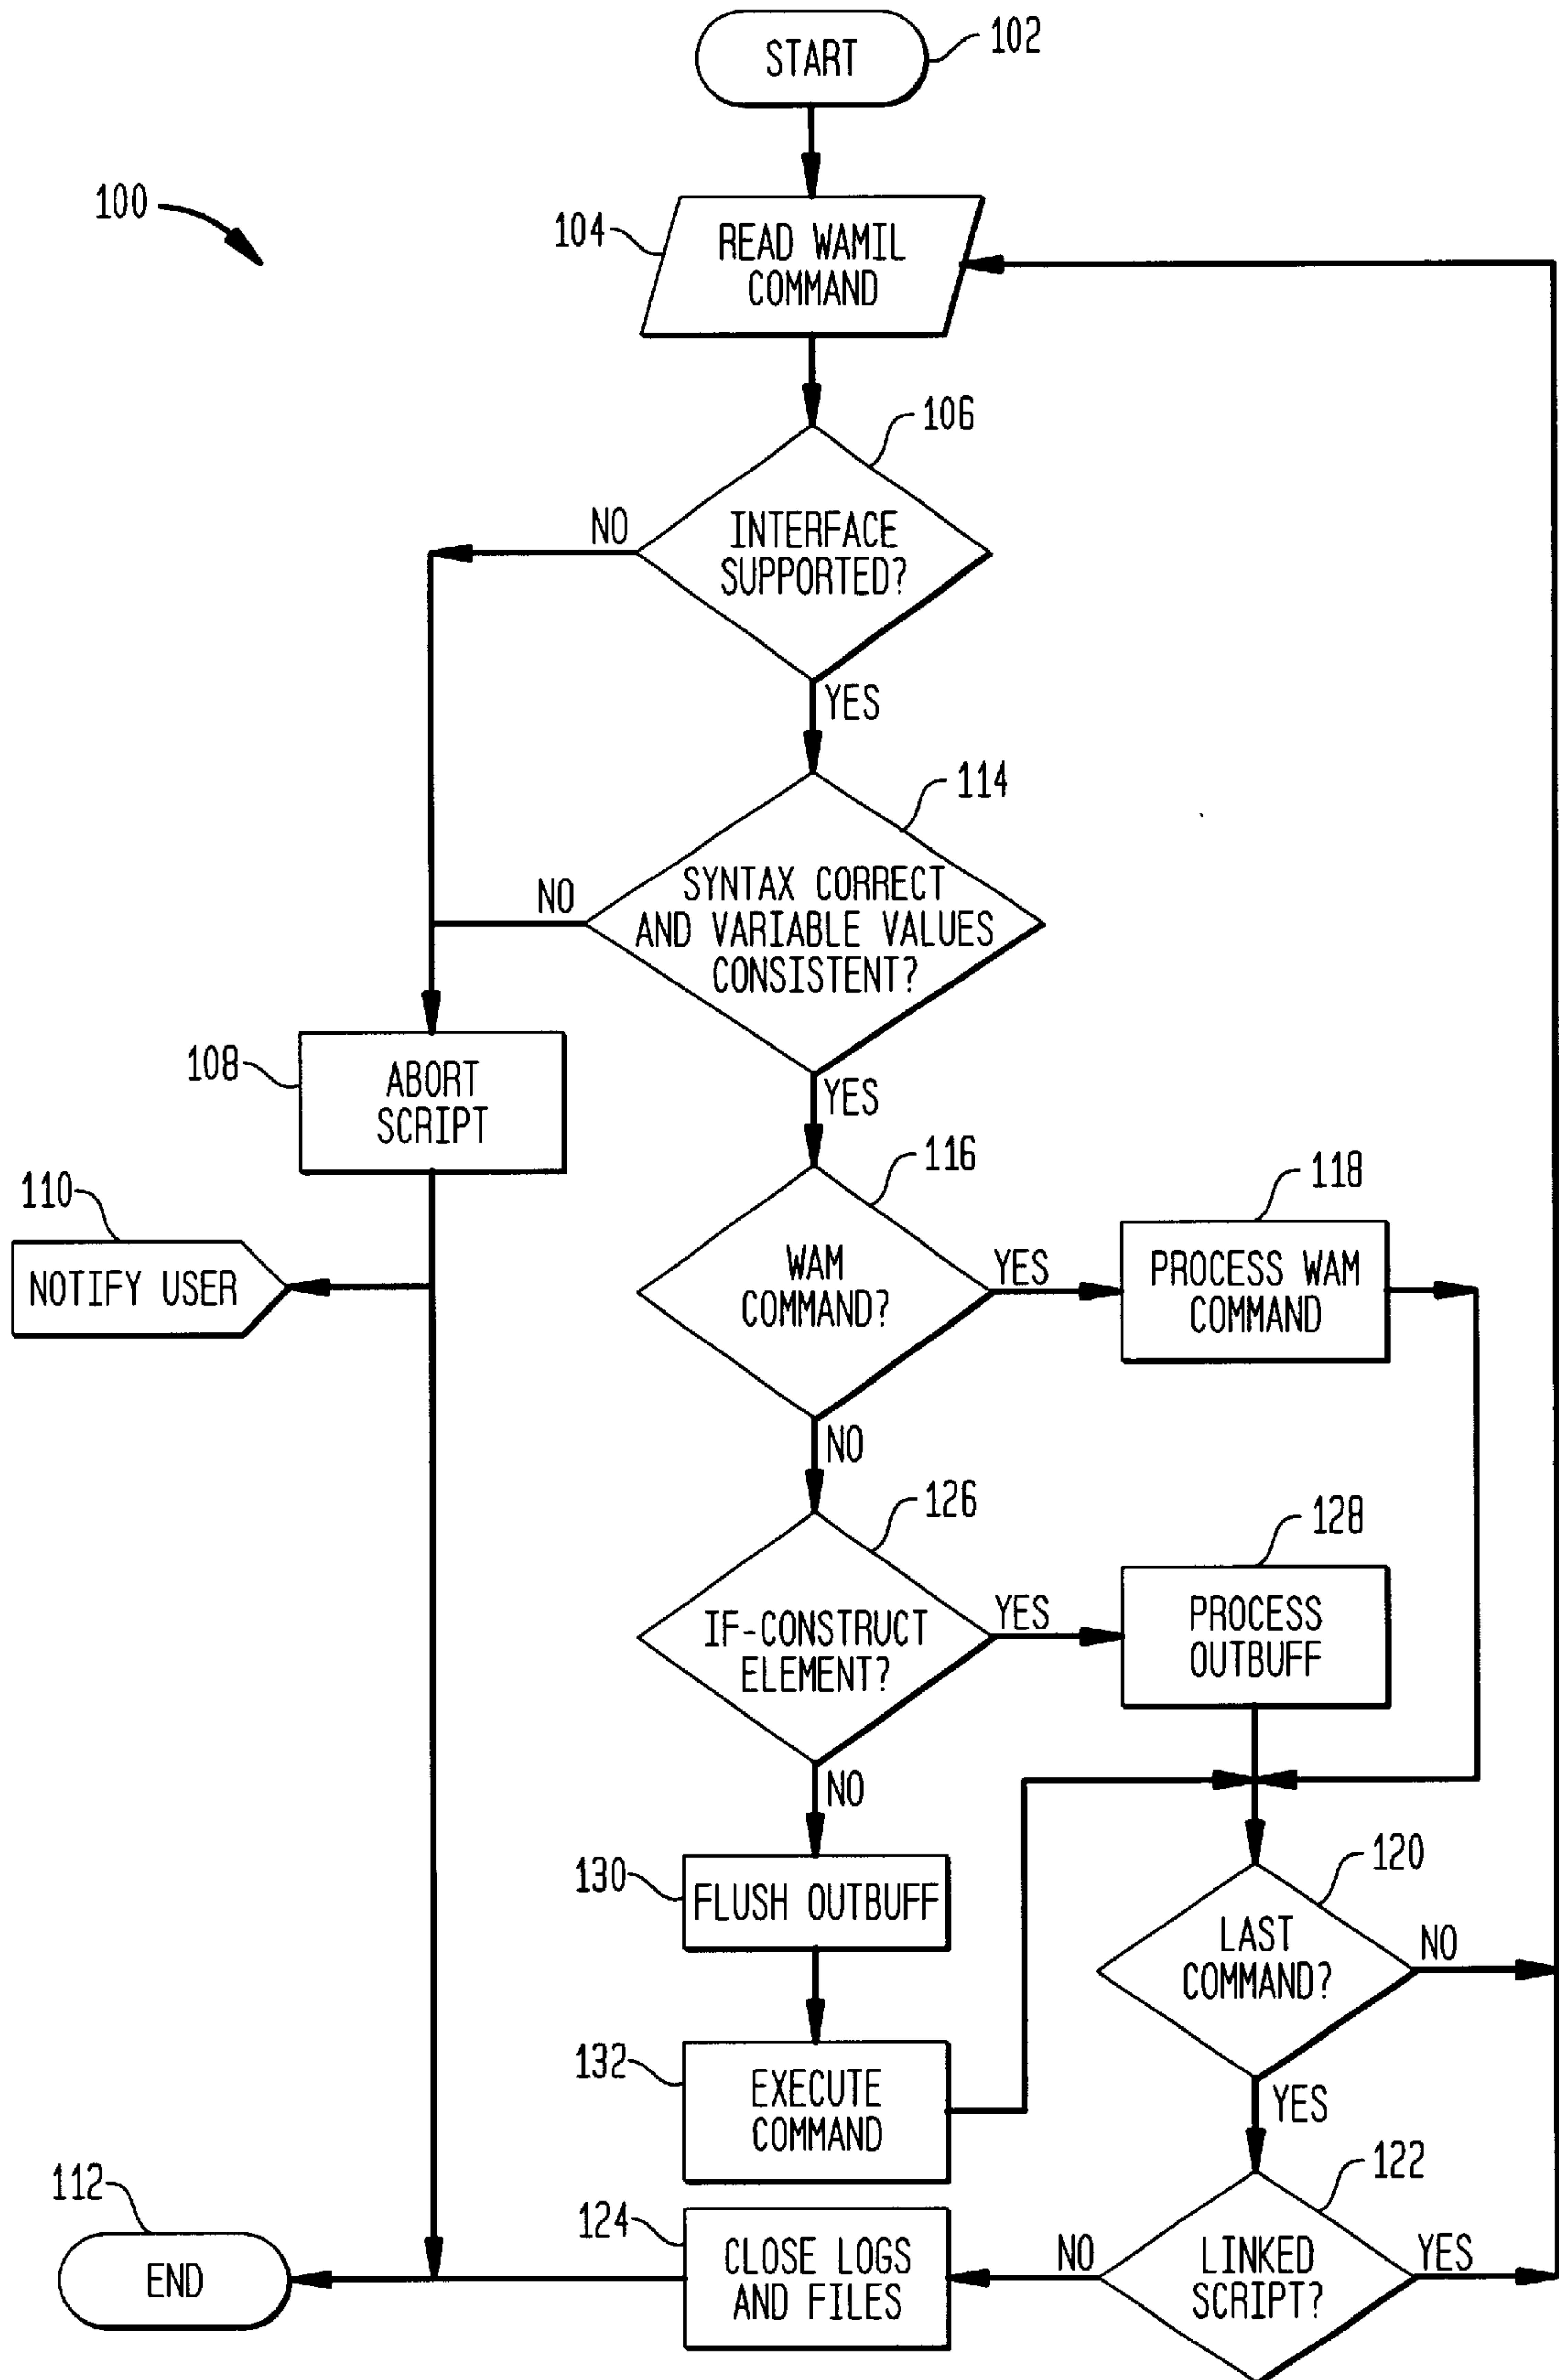 START
102
100
104
READ WAMIL
COMMAND
106
NO
INTERFACE
SUPPORTED?
YES
114
NO
SYNTAX CORRECT
AND VARIABLE VALUES
CONSISTENT?
108
ABORT
SCRIPT
YES
116
118
110
NOTIFY USER
WAM
COMMAND?
YES
PROCESS WAM
COMMAND
NO
126
128
IF-CONSTRUCT
ELEMENT?
YES
PROCESS
OUTBUFF
NO
130
FLUSH OUTBUFF
120
LAST
COMMAND?
NO
132
EXECUTE
COMMAND
YES
122
112
END
124
CLOSE LOGS
AND FILES
NO
LINKED
SCRIPT?
YES